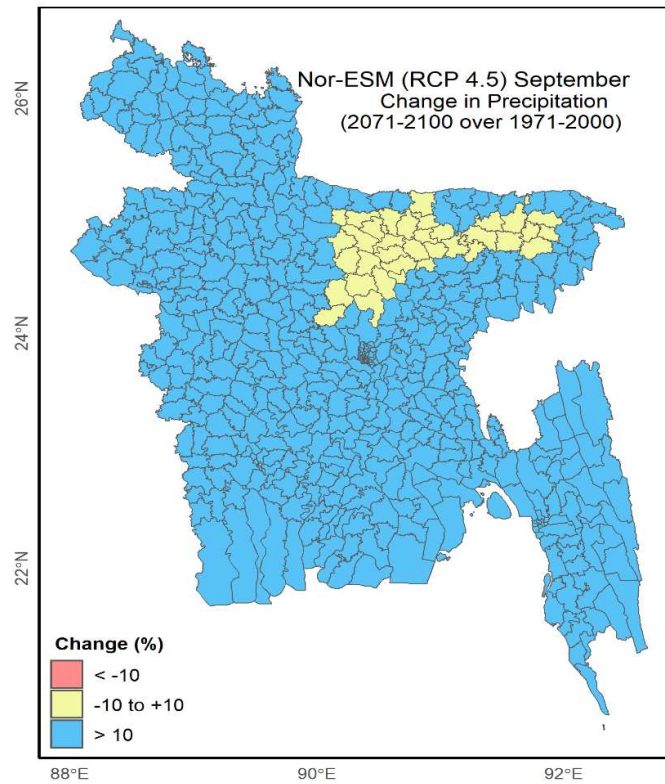 Nor-ESM (RCP 4.5) September
Change in Precipitation
(2071-2100 over 1971-2000)
26°N
24°N
22°N
Change (%)
< -10
-10 to +10
> 10
88°E
90°E
92°E